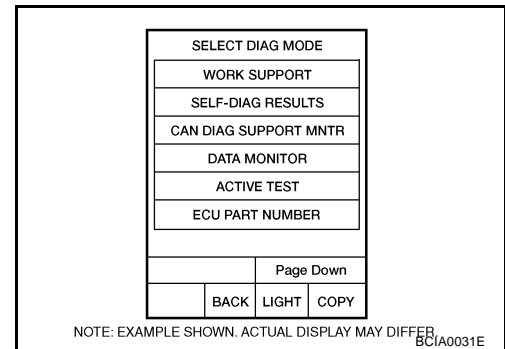 SELECT DIAG MODE
WORK SUPPORT
SELF-DIAG RESULTS
CAN DIAG SUPPORT MNTR
DATA MONITOR
ACTIVE TEST
ECU PART NUMBER
Page Down
BACK LIGHT COPY
NOTE: EXAMPLE SHOWN. ACTUAL DISPLAY MAY DIFFER.
BCIA0031E